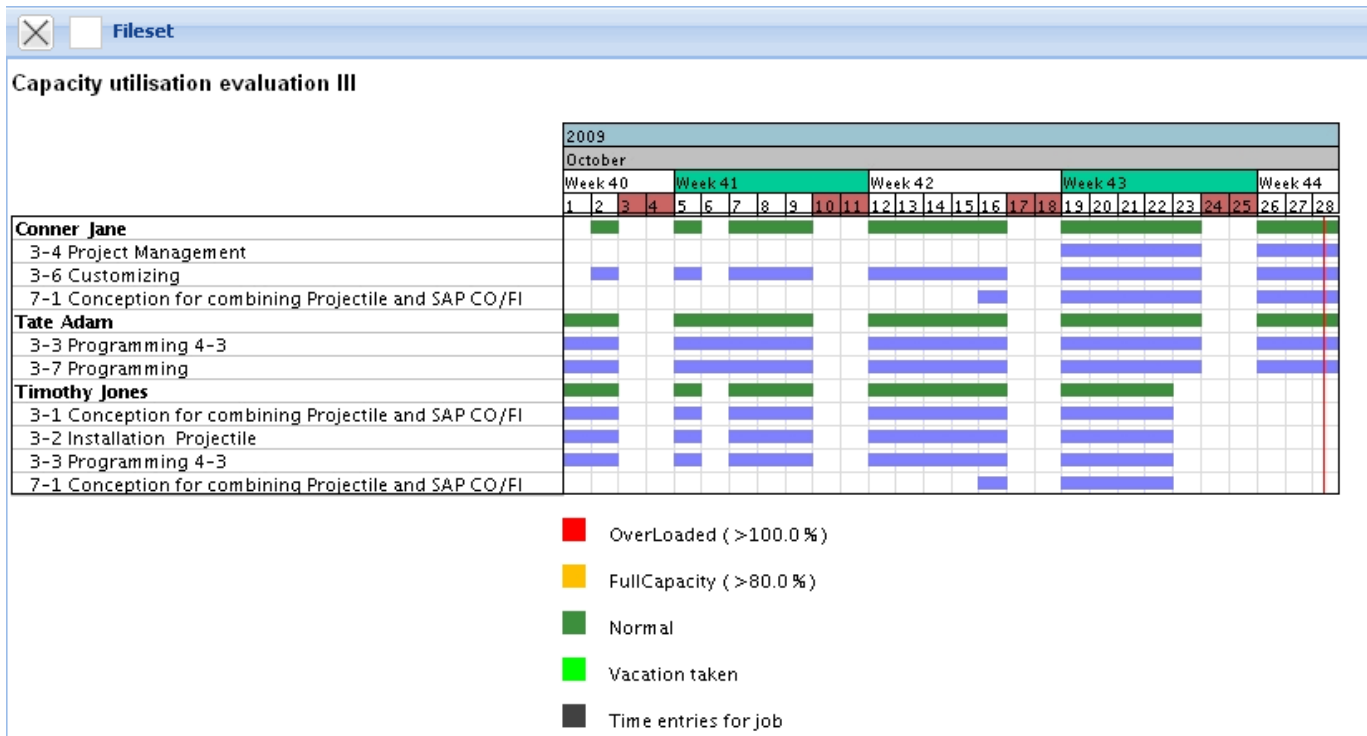 Fileset
Capacity utilisation evaluation III
2009
October
Week 40 Week 41 Week 42 Week 43 Week 44
1 2 3 4 5 6 7 8 9 10 11 12 13 14 15 16 17 18 19 20 21 22 23 24 25 26 27 28
Conner Jane
3-4 Project Management
3-6 Customizing
7-1 Conception for combining Projectile and SAP CO/FI
Tate Adam
3-3 Programming 4-3
3-7 Programming
Timothy Jones
3-1 Conception for combining Projectile and SAP CO/FI
3-2 Installation Projectile
3-3 Programming 4-3
7-1 Conception for combining Projectile and SAP CO/FI
OverLoaded (>100.0%)
FullCapacity (>80.0%)
Normal
Vacation taken
Time entries for job